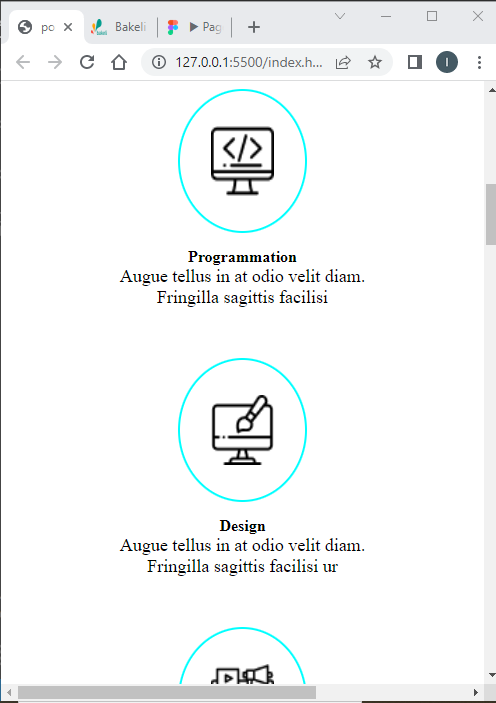 po
Bakeli
Pag
127.0.0.1:5500/index.h...
I
</>
Programmation
Augue tellus in at odio velit diam.
Fringilla sagittis facilisi
Design
Augue tellus in at odio velit diam.
Fringilla sagittis facilisi ur